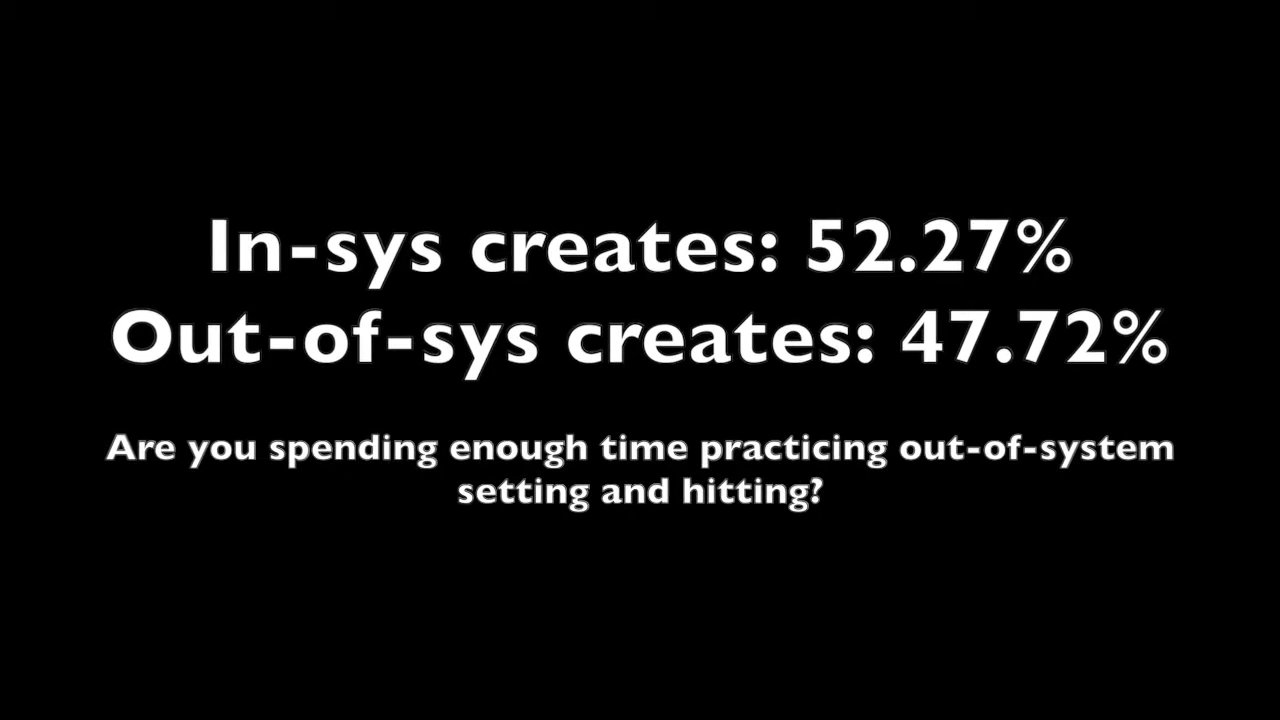 In-sys creates: 52.27%
Out-of-sys creates: 47.72%
Are you spending enough time practicing out-of-system
setting and hitting?